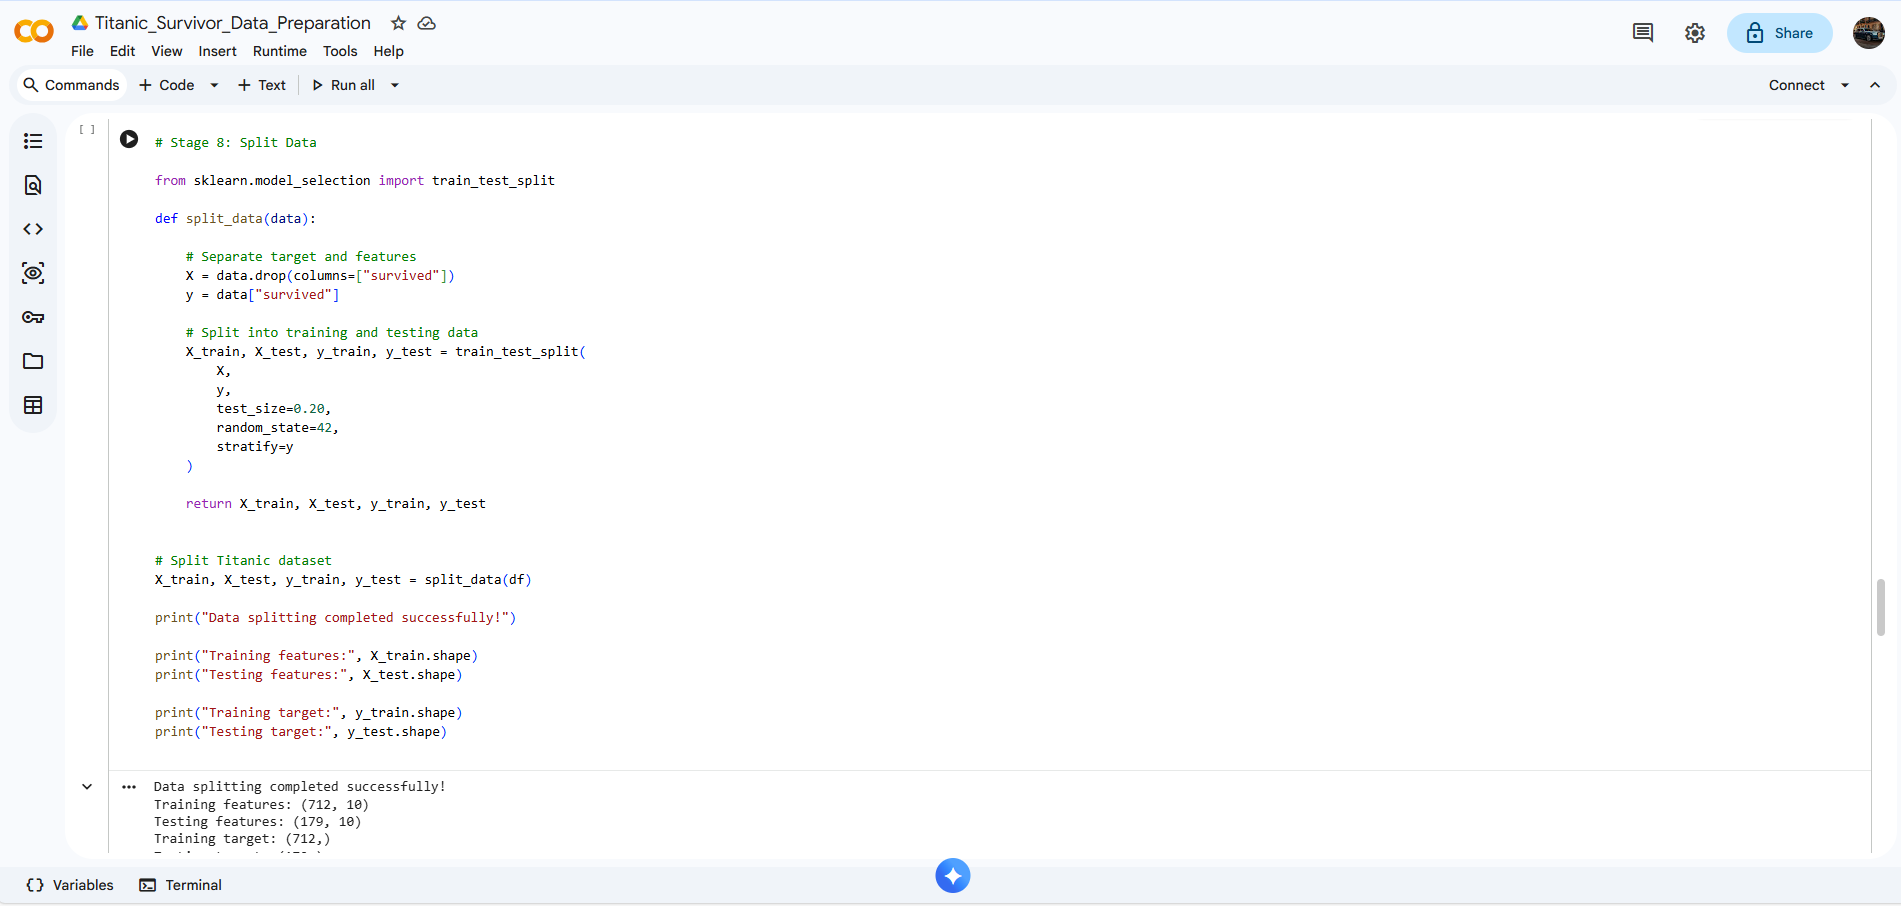 Titanic_Survivor_Data_Preparation
File Edit View Insert Runtime Tools Help
Share
Commands + Code + Text Run all
Connect
[ ]
# Stage 8: Split Data
from sklearn.model_selection import train_test_split
def split_data(data):
# Separate target and features
X = data.drop(columns=["survived"])
y = data["survived"]
# Split into training and testing data
X_train, X_test, y_train, y_test = train_test_split(
X,
y,
test_size=0.20,
random_state=42,
stratify=y
)
return X_train, X_test, y_train, y_test
# Split Titanic dataset
X_train, X_test, y_train, y_test = split_data(df)
print("Data splitting completed successfully!")
print("Training features:", X_train.shape)
print("Testing features:", X_test.shape)
print("Training target:", y_train.shape)
print("Testing target:", y_test.shape)
Data splitting completed successfully!
Training features: (712, 10)
Testing features: (179, 10)
Training target: (712,)
Variables Terminal